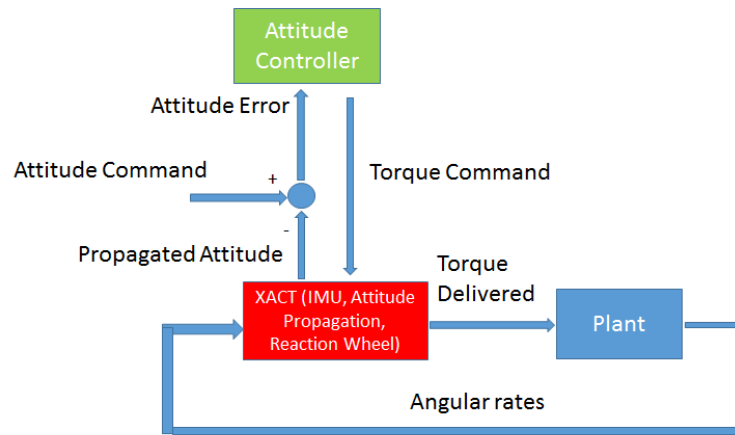 Attitude
Controller
Attitude Error
Attitude Command
+
Torque Command
-
Propagated Attitude
XACT (IMU, Attitude
Propagation,
Reaction Wheel)
Torque
Delivered
Plant
Angular rates